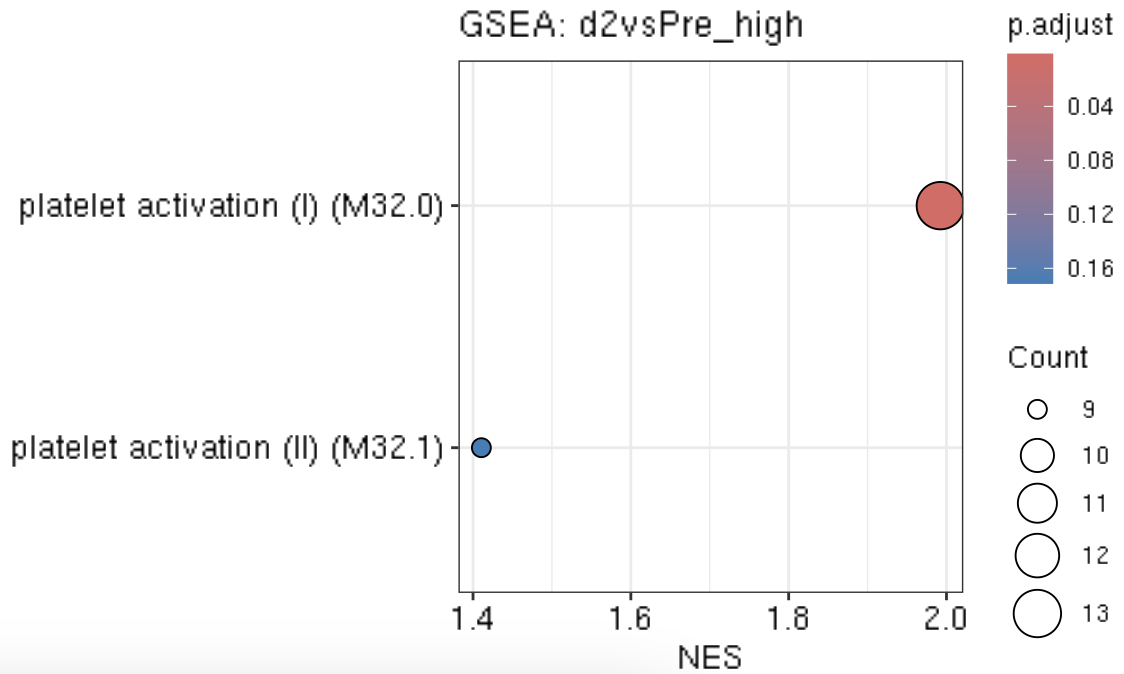 GSEA: d2vsPre_high
platelet activation (I) (M32.0)
platelet activation (II) (M32.1)
1.4
1.6
1.8
2.0
NES
p.adjust
0.04
0.08
0.12
0.16
Count
9
10
11
12
13